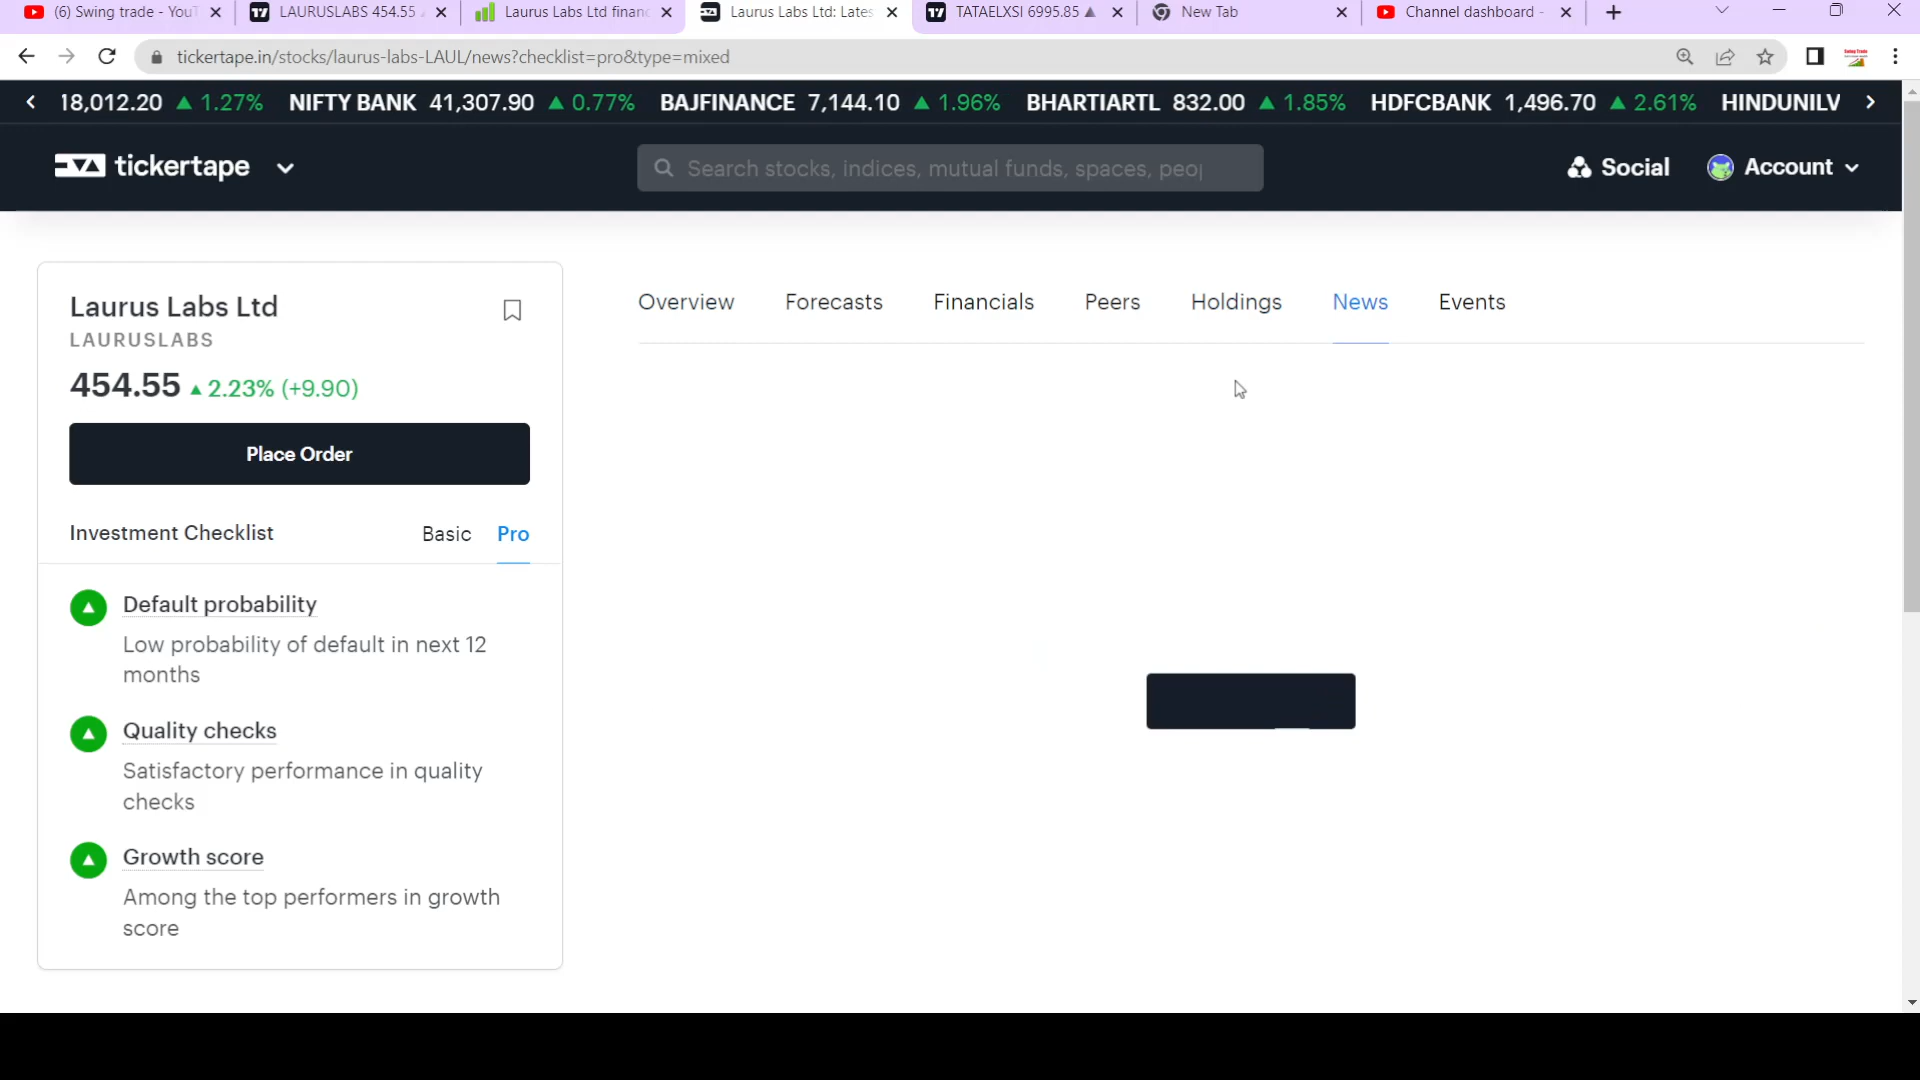 (6) Swing trade - YouT
LAURUSLABS 454.55
Laurus Labs Ltd financ
Laurus Labs Ltd: Lates
TATAELXSI 6995.85 ▲
New Tab
Channel dashboard -
tickertape.in/stocks/laurus-labs-LAUL/news?checklist=pro&type=mixed
18,012.20 ▲ 1.27% NIFTY BANK 41,307.90 ▲ 0.77% BAJFINANCE 7,144.10 ▲ 1.96% BHARTIARTL 832.00 ▲ 1.85% HDFCBANK 1,496.70 ▲ 2.61% HINDUNILV
tickertape
Search stocks, indices, mutual funds, spaces, peo
Social
Account
Laurus Labs Ltd
LAURUSLABS
454.55 ▲ 2.23% (+9.90)
Place Order
Investment Checklist Basic Pro
Default probability
Low probability of default in next 12
months
Quality checks
Satisfactory performance in quality
checks
Growth score
Among the top performers in growth
score
Overview Forecasts Financials Peers Holdings News Events